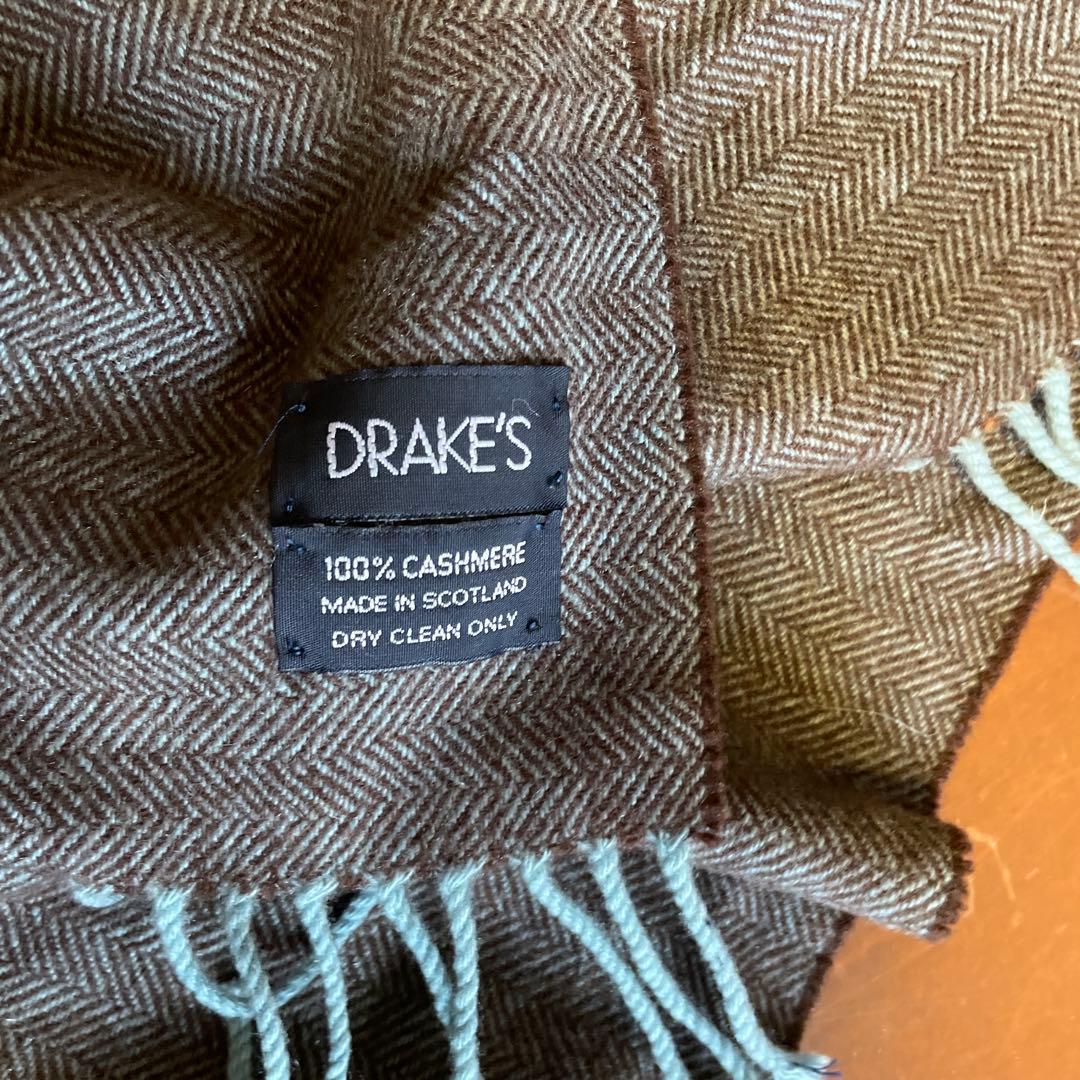 DRAKE'S
100% CASHMERE
MADE IN SCOTLAND
DRY CLEAN ONLY